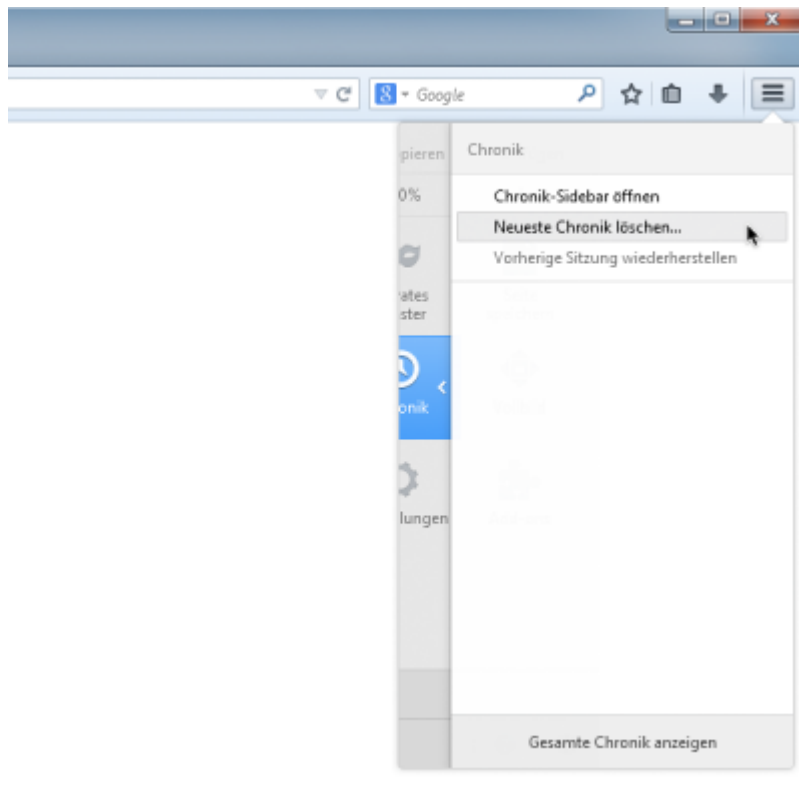 Google
pieren
Chronik
0%
Chronik-Sidebar öffnen
Neueste Chronik löschen...
Vorherige Sitzung wiederherstellen
ates
ster
onik
lungen
Gesamte Chronik anzeigen